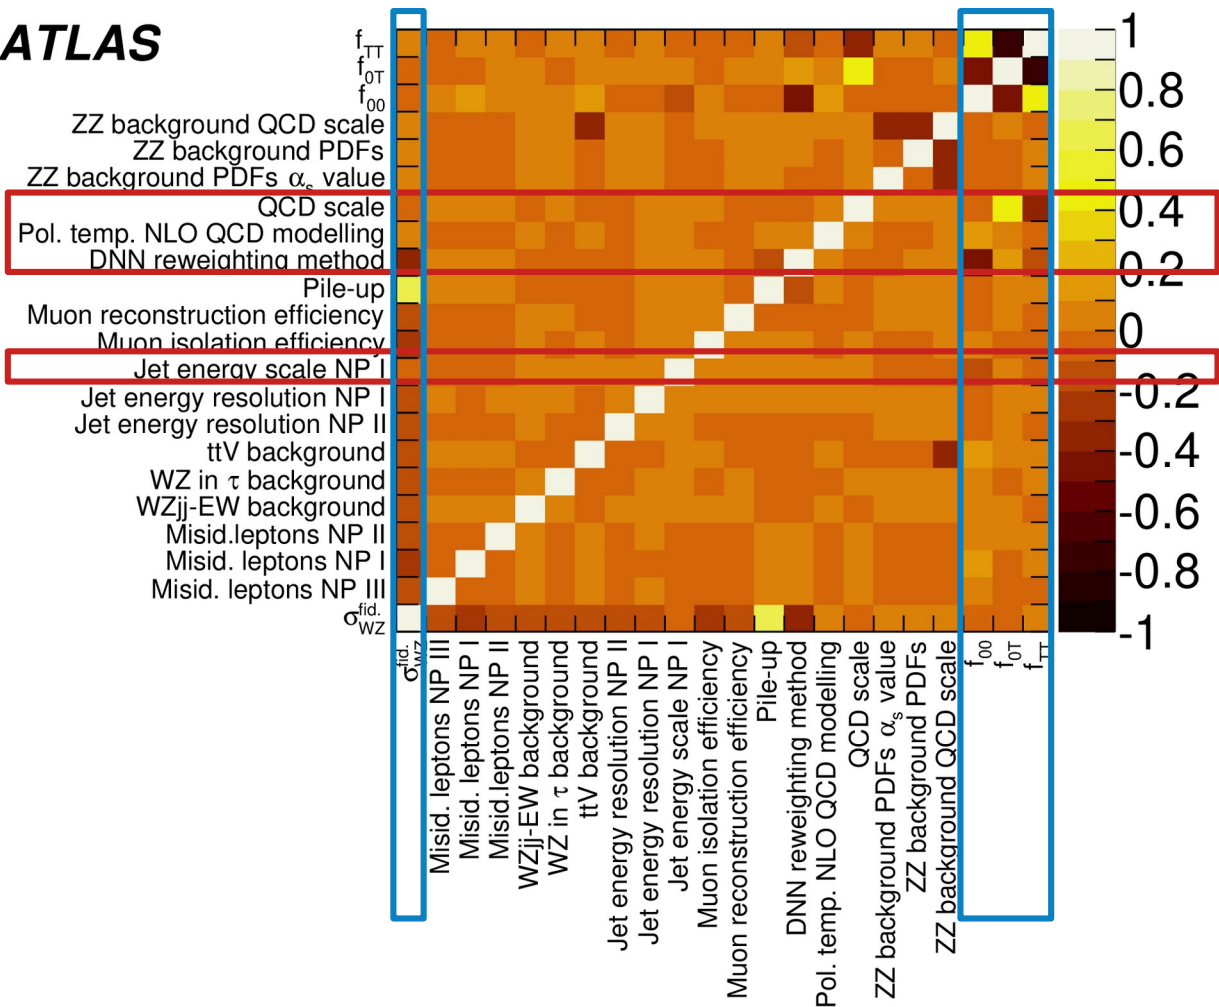 ATLAS
f_TT
f_0T
f_00
ZZ background QCD scale
ZZ background PDFs
ZZ background PDFs α_s value
QCD scale
Pol. temp. NLO QCD modelling
DNN reweighting method
Pile-up
Muon reconstruction efficiency
Muon isolation efficiency
Jet energy scale NP I
Jet energy resolution NP I
Jet energy resolution NP II
ttV background
WZ in τ background
WZjj-EW background
Misid.leptons NP II
Misid. leptons NP I
Misid. leptons NP III
σ^fid._WZ
1
0.8
0.6
0.4
0.2
0
-0.2
-0.4
-0.6
-0.8
-1
σ^fid._WZ
Misid. leptons NP III
Misid. leptons NP I
Misid.leptons NP II
WZjj-EW background
WZ in τ background
ttV background
Jet energy resolution NP II
Jet energy resolution NP I
Jet energy scale NP I
Muon isolation efficiency
Muon reconstruction efficiency
Pile-up
DNN reweighting method
Pol. temp. NLO QCD modelling
QCD scale
ZZ background PDFs α_s value
ZZ background PDFs
ZZ background QCD scale
f_00
f_0T
f_TT